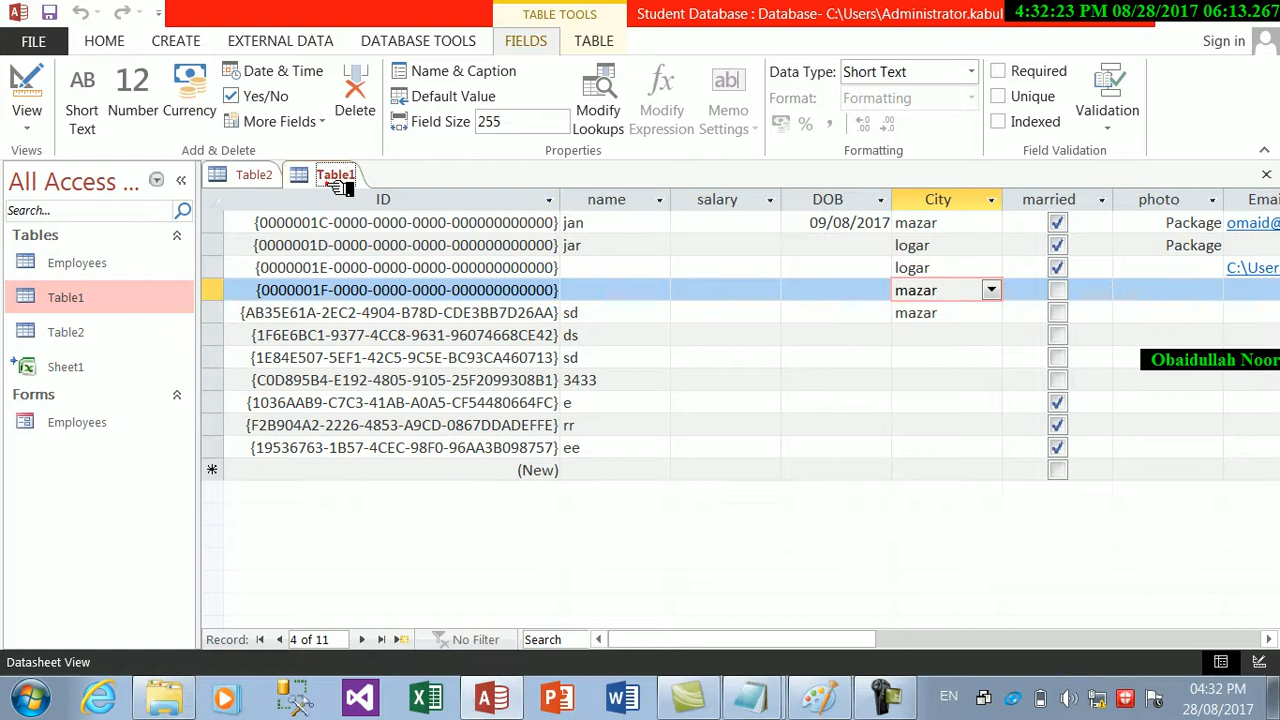 Student Database : Database- C:\Users\Administrator.kabul
4:32:23 PM 08/28/2017 06:13.267
TABLE TOOLS
FILE HOME CREATE EXTERNAL DATA DATABASE TOOLS FIELDS TABLE Sign in
View
Views
AB Short Text
12 Number
Currency
Date & Time
Yes/No
More Fields
Delete
Add & Delete
Name & Caption
Default Value
Field Size 255
Modify Lookups
fx Modify Expression
ab Memo Settings
Properties
Data Type: Short Text
Format: Formatting
$ % , .00 .0
Formatting
Required
Unique
Indexed
Validation
Field Validation
All Access ...
Search...
Tables
Employees
Table1
Table2
Sheet1
Forms
Employees
Table2 Table1
ID name salary DOB City married photo Emai
{0000001C-0000-0000-0000-000000000000} jan 09/08/2017 mazar Package omaid@
{0000001D-0000-0000-0000-000000000000} jar logar Package
{0000001E-0000-0000-0000-000000000000} logar C:\User
{0000001F-0000-0000-0000-000000000000} mazar
{AB35E61A-2EC2-4904-B78D-CDE3BB7D26AA} sd mazar
{1F6E6BC1-9377-4CC8-9631-96074668CE42} ds
{1E84E507-5EF1-42C5-9C5E-BC93CA460713} sd
{C0D895B4-E192-4805-9105-25F2099308B1} 3433
{1036AAB9-C7C3-41AB-A0A5-CF54480664FC} e
{F2B904A2-2226-4853-A9CD-0867DDADEFFE} rr
{19536763-1B57-4CEC-98F0-96AA3B098757} ee
(New)
Obaidullah Noor
Record: 4 of 11 No Filter Search
Datasheet View
EN
04:32 PM
28/08/2017